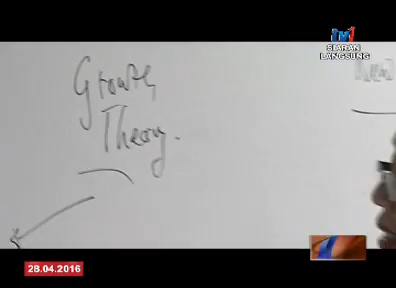 tv1
SIARAN
LANGSUNG
Growth
Theory.
28.04.2016